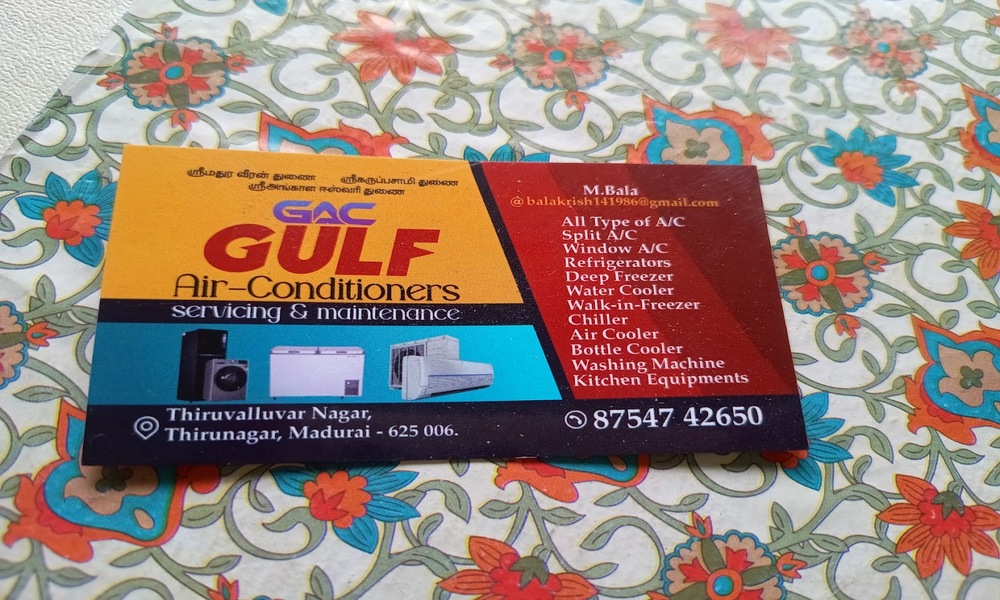 ஸ்ரீமதுர வீரன் துணை ஸ்ரீகருப்பசாமி துணை
ஸ்ரீஅங்காள ஈஸ்வரி துணை
GAC
GULF
Air-Conditioners
servicing & maintenance
Thiruvalluvar Nagar,
Thirunagar, Madurai - 625 006.
M.Bala
@balakrish141986@gmail.com
All Type of A/C
Split A/C
Window A/C
Refrigerators
Deep Freezer
Water Cooler
Walk-in-Freezer
Chiller
Air Cooler
Bottle Cooler
Washing Machine
Kitchen Equipments
87547 42650